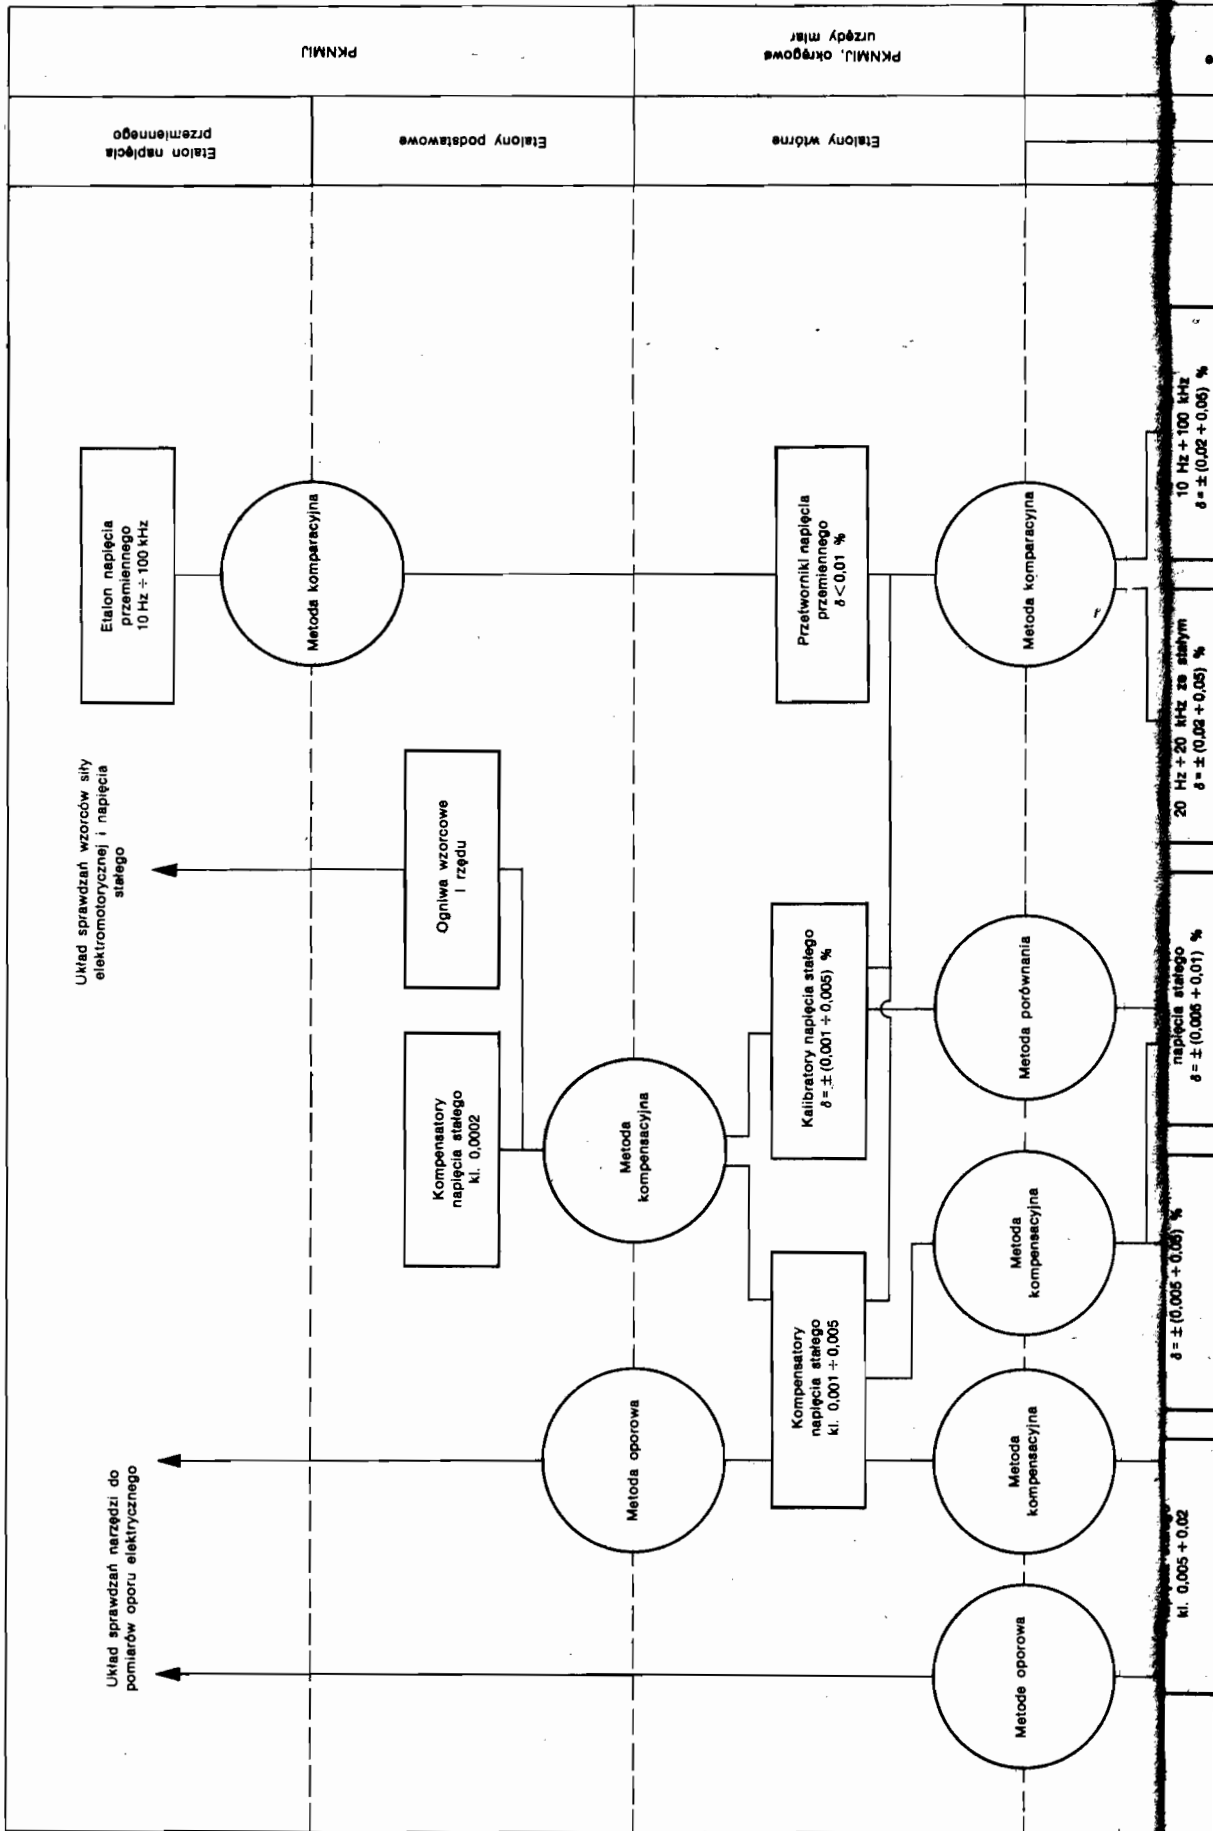 PKNMIJ
PKNMIJ, okręgowe
urzędy miar
Etalon napięcia
przemiennego
Etalony podstawowe
Etalony wtórne
Układ sprawdzań narzędzi do
pomiarów oporu elektrycznego
Układ sprawdzań wzorców siły
elektromotorycznej i napięcia
stałego
Etalon napięcia
przemiennego
10 Hz ÷ 100 kHz
Metoda komparacyjna
Kompensatory
napięcia stałego
kl. 0,0002
Ogniwa wzorcowe
I rzędu
Metoda oporowa
Metoda
kompensacyjna
Kompensatory
napięcia stałego
kl. 0,001 ÷ 0,005
Kalibratory napięcia stałego
δ = ± (0,001 ÷ 0,005) %
Przetworniki napięcia
przemiennego
δ < 0,01 %
Metode oporowa
Metoda
kompensacyjna
Metoda
kompensacyjna
Metoda porównania
Metoda komparacyjna
kl. 0,005 ÷ 0,02
δ = ± (0,005 ÷ 0,05) %
napięcia stałego
δ = ± (0,005 ÷ 0,01) %
20 Hz ÷ 20 kHz ze stałym
δ = ± (0,02 ÷ 0,05) %
10 Hz ÷ 100 kHz
δ = ± (0,02 ÷ 0,05) %